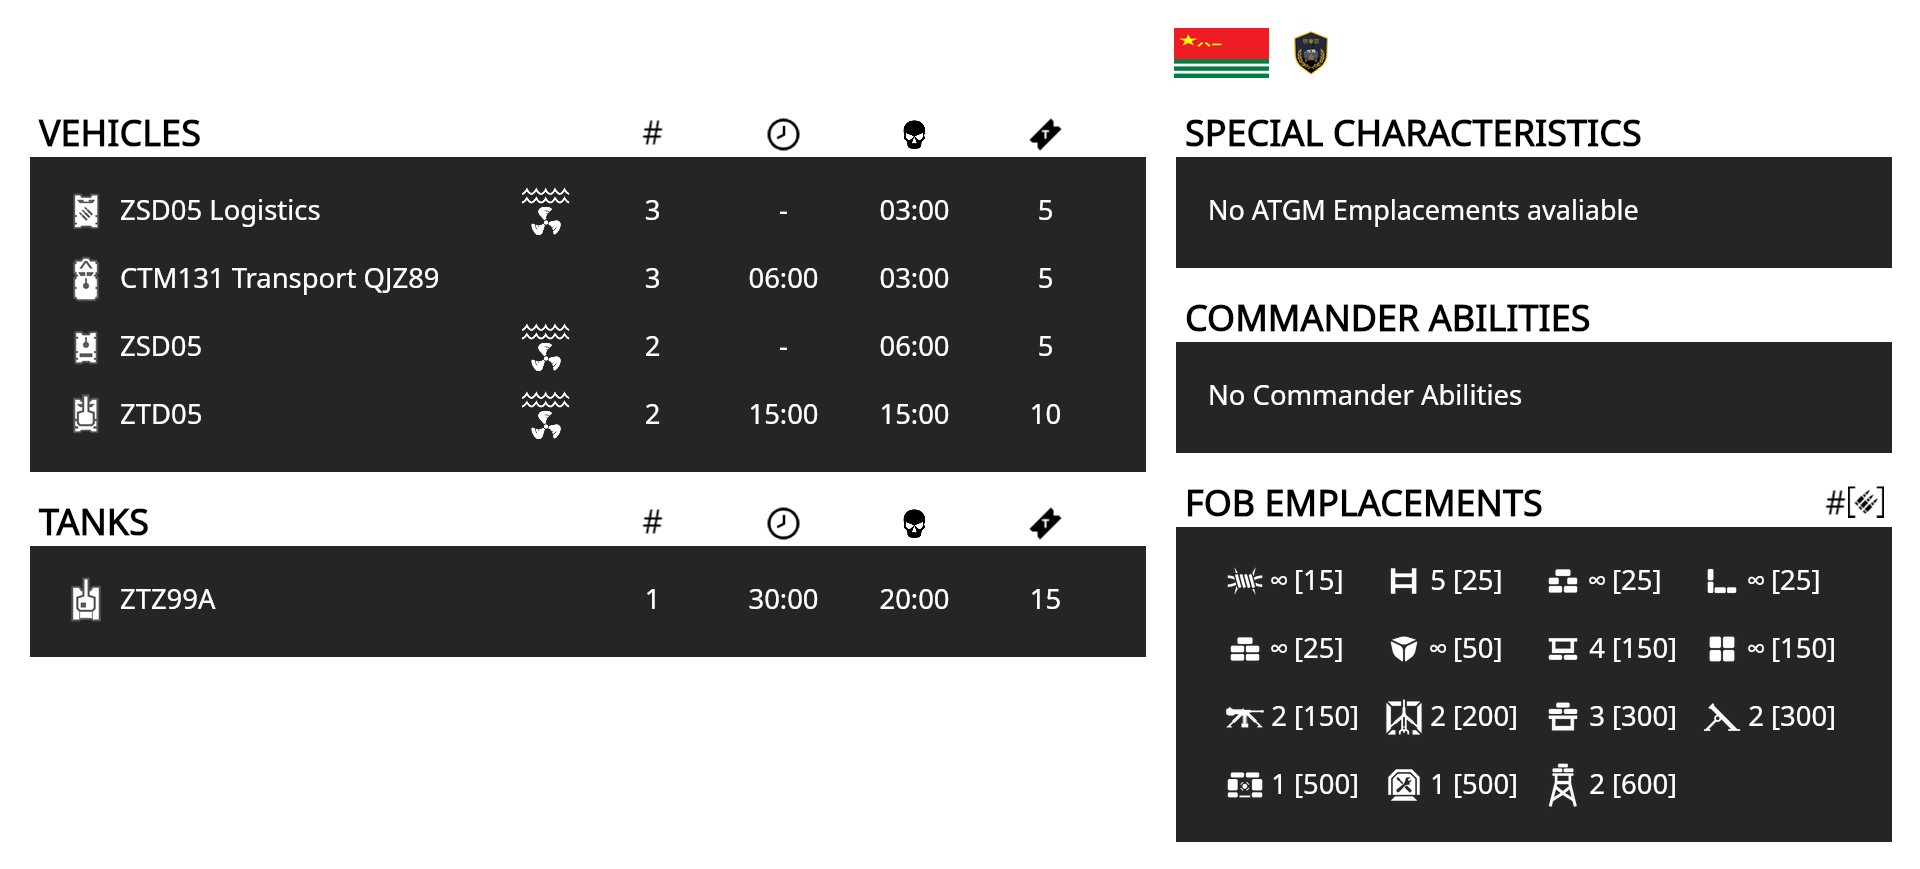 VEHICLES #
ZSD05 Logistics 3 - 03:00 5
CTM131 Transport QJZ89 3 06:00 03:00 5
ZSD05 2 - 06:00 5
ZTD05 2 15:00 15:00 10
TANKS #
ZTZ99A 1 30:00 20:00 15
SPECIAL CHARACTERISTICS
No ATGM Emplacements avaliable
COMMANDER ABILITIES
No Commander Abilities
FOB EMPLACEMENTS #[ ]
∞ [15] 5 [25] ∞ [25] ∞ [25]
∞ [25] ∞ [50] 4 [150] ∞ [150]
2 [150] 2 [200] 3 [300] 2 [300]
1 [500] 1 [500] 2 [600]